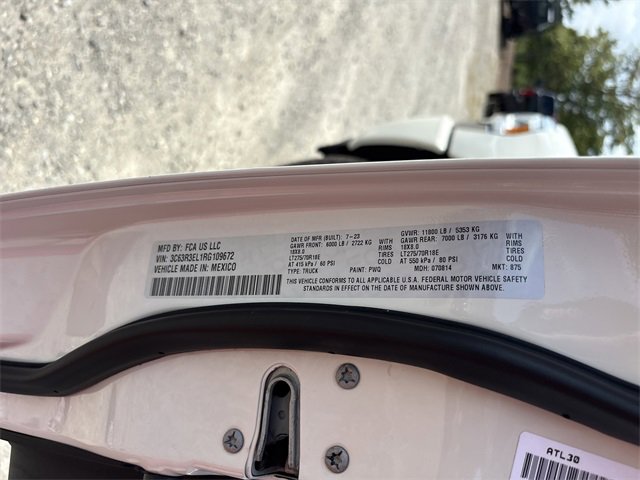 MFD BY: FCA US LLC
VIN: 3C63R3EL1RG109672
VEHICLE MADE IN: MEXICO
DATE OF MFR (BUILT): 7-23
GAWR FRONT: 6000 LB / 2722 KG
18X8.0
LT275/70R18E
AT 415 kPa / 60 PSI
WITH
TIRES
RIMS
COLD
GVWR: 11800 LB / 5353 KG
GAWR REAR: 7000 LB / 3176 KG
18X8.0
LT275/70R18E
AT 550 kPa / 80 PSI
WITH
RIMS
TIRES
COLD
TYPE: TRUCK PAINT: PWQ MDH: 070814 MKT: 875
THIS VEHICLE CONFORMS TO ALL APPLICABLE U.S.A. FEDERAL MOTOR VEHICLE SAFETY
STANDARDS IN EFFECT ON THE DATE OF MANUFACTURE SHOWN ABOVE.
ATL30